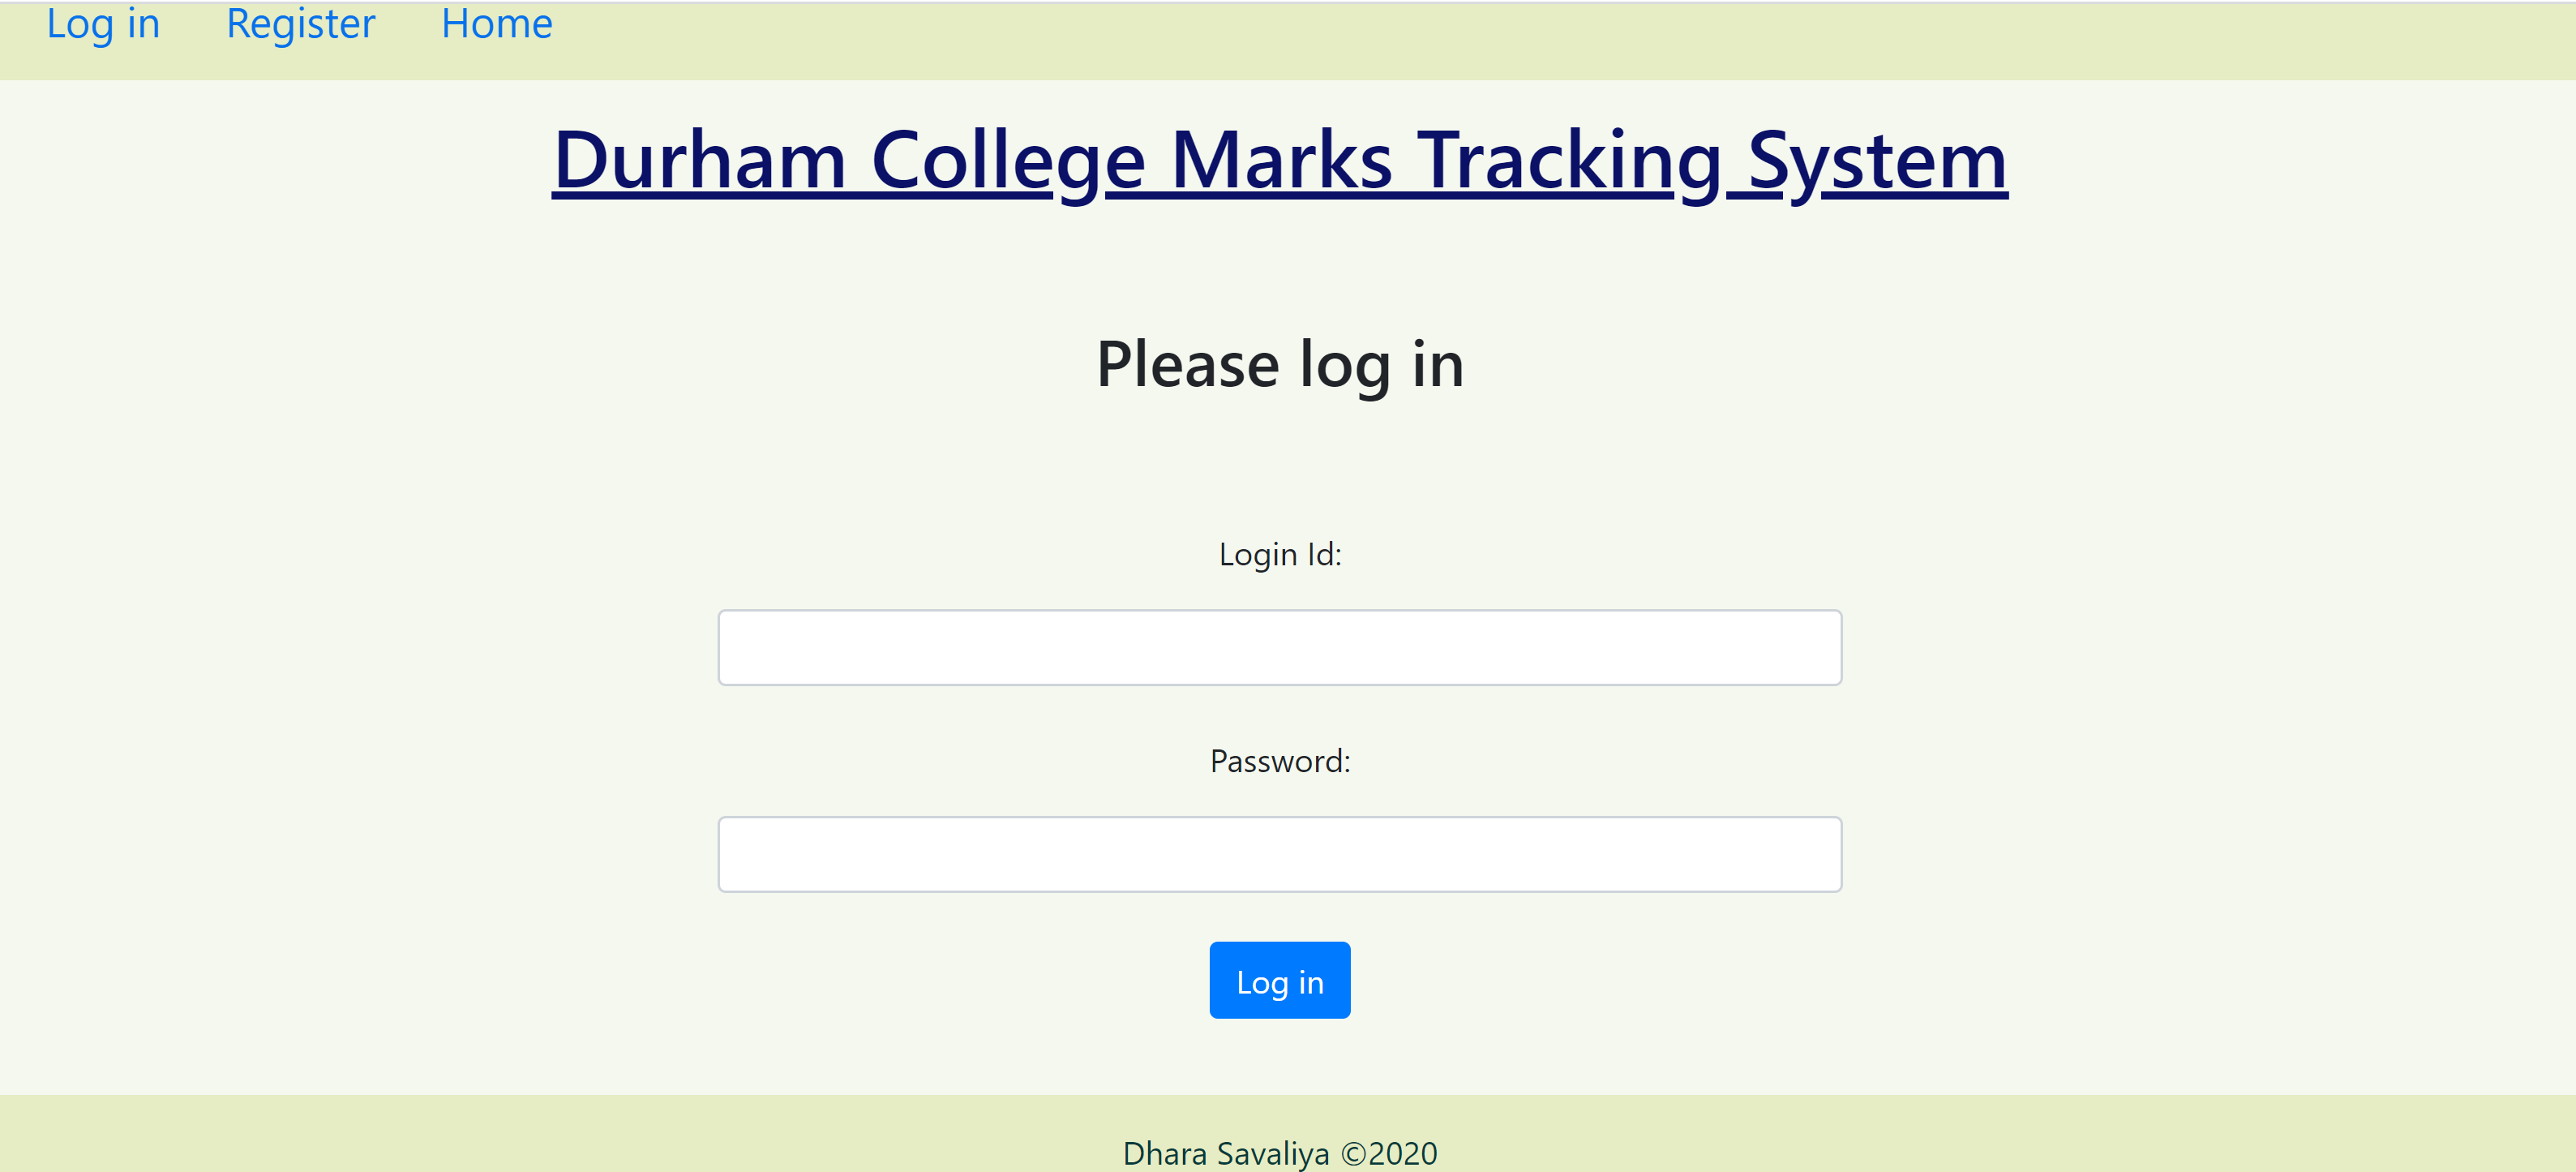 Log in Register Home
Durham College Marks Tracking System
Please log in
Login Id:
Password:
Log in
Dhara Savaliya ©2020